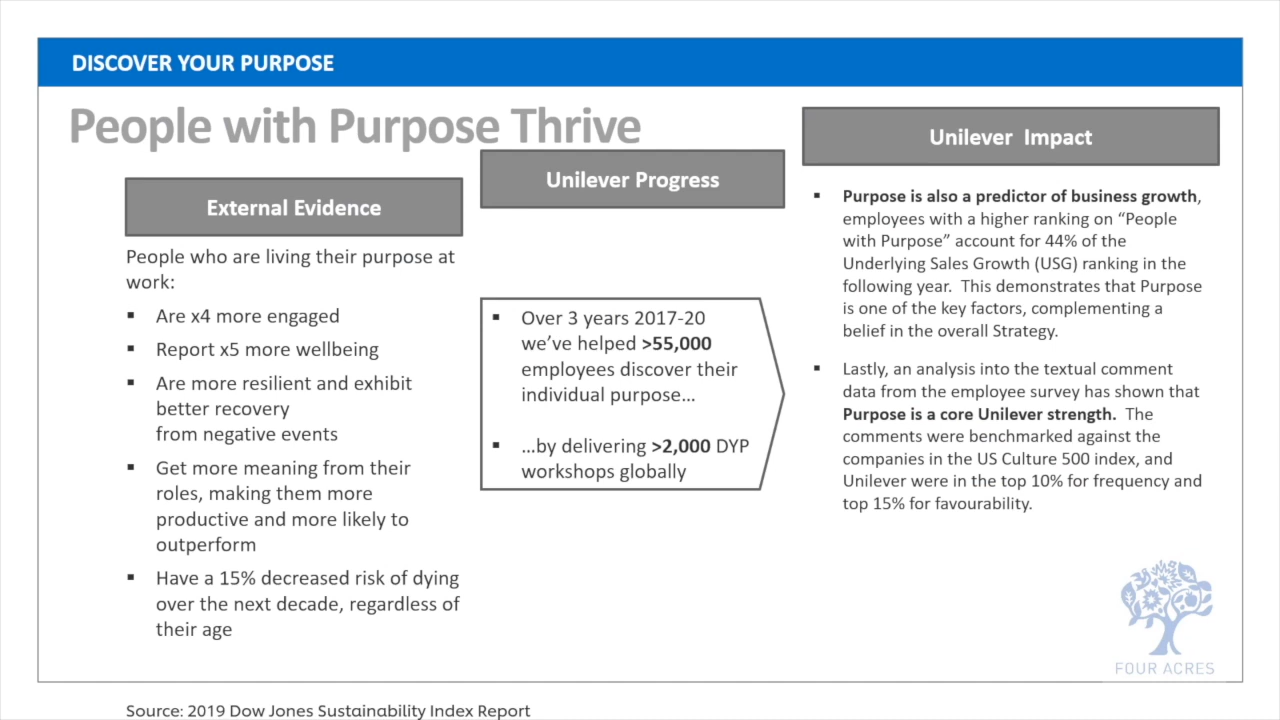 DISCOVER YOUR PURPOSE
People with Purpose Thrive
External Evidence
People who are living their purpose at
work:
▪ Are x4 more engaged
▪ Report x5 more wellbeing
▪ Are more resilient and exhibit
better recovery
from negative events
▪ Get more meaning from their
roles, making them more
productive and more likely to
outperform
▪ Have a 15% decreased risk of dying
over the next decade, regardless of
their age
Unilever Progress
▪ Over 3 years 2017-20
we’ve helped >55,000
employees discover their
individual purpose…
▪ …by delivering >2,000 DYP
workshops globally
Unilever  Impact
▪ Purpose is also a predictor of business growth,
employees with a higher ranking on “People
with Purpose” account for 44% of the
Underlying Sales Growth (USG) ranking in the
following year.  This demonstrates that Purpose
is one of the key factors, complementing a
belief in the overall Strategy.
▪ Lastly, an analysis into the textual comment
data from the employee survey has shown that
Purpose is a core Unilever strength.  The
comments were benchmarked against the
companies in the US Culture 500 index, and
Unilever were in the top 10% for frequency and
top 15% for favourability.
FOUR ACRES
Source: 2019 Dow Jones Sustainability Index Report